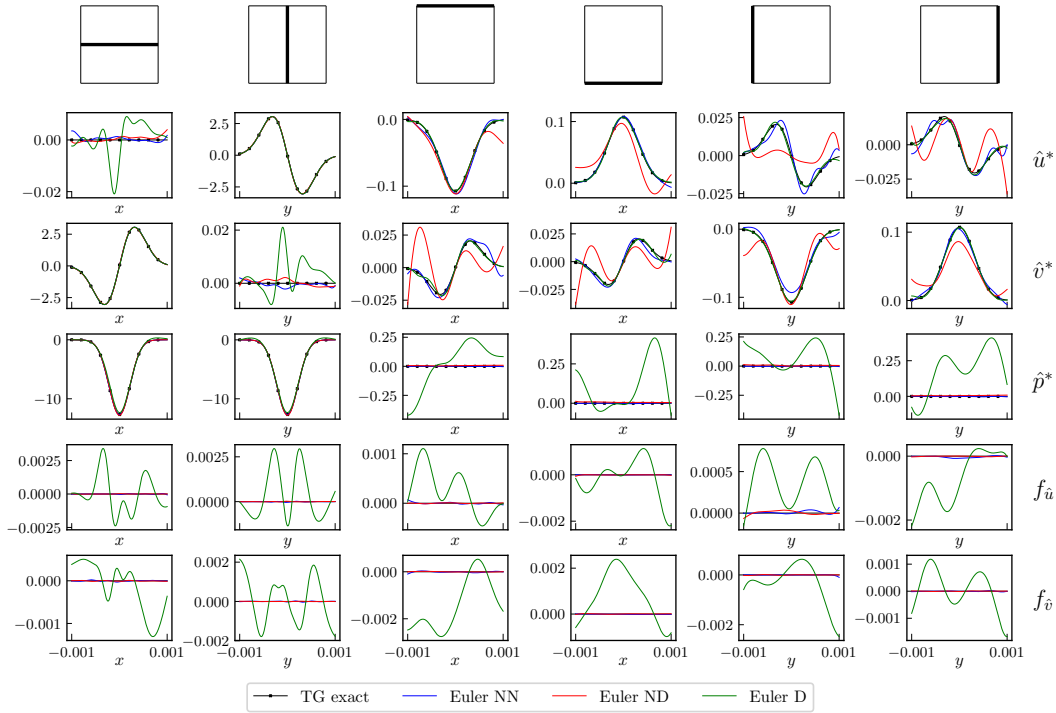 0.00
−0.02
x
2.5
0.0
−2.5
y
0.0
−0.1
x
0.1
0.0
x
0.025
0.000
−0.025
y
0.000
−0.025
y
û*
2.5
0.0
−2.5
x
0.02
0.00
y
0.025
0.000
−0.025
x
0.025
0.000
−0.025
x
0.0
−0.1
y
0.1
0.0
y
v̂*
0
−10
x
0
−10
y
0.25
0.00
−0.25
x
0.25
0.00
x
0.25
0.00
−0.25
y
0.25
0.00
y
p̂*
0.0025
0.0000
−0.0025
x
0.0025
0.0000
y
0.001
0.000
x
0.000
−0.002
x
0.0005
0.0000
y
0.000
−0.002
y
f_û
0.000
−0.001
−0.001 0.001
x
0.002
0.000
−0.002
−0.001 0.001
y
0.000
−0.002
−0.001 0.001
x
0.002
0.000
−0.001 0.001
x
0.000
−0.002
−0.001 0.001
y
0.001
0.000
−0.001
−0.001 0.001
y
f_v̂
TG exact
Euler NN
Euler ND
Euler D